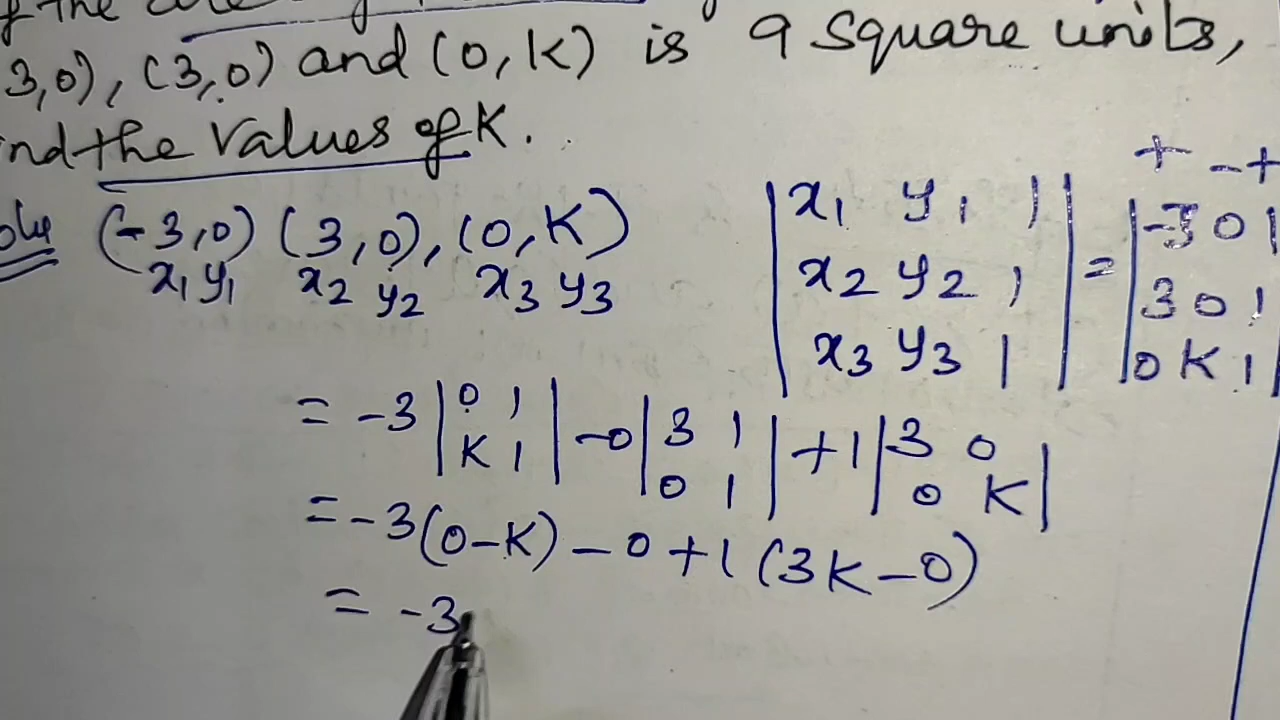 f the
3,0), (3,0) and (0,K) is 9 square units,
nd the values of K.
(-3,0) (3,0), (0,K)
x₁ y₁ x₂ y₂ x₃ y₃
+ - +
|x₁ y₁ 1| = |-3 0 1|
|x₂ y₂ 1| |3 0 1|
|x₃ y₃ 1| |0 K 1|
= -3 |0 1| -0 |3 1| +1 |3 0|
|K 1| |0 1| |0 K|
= -3(0-K) - 0 + 1 (3K-0)
= -3